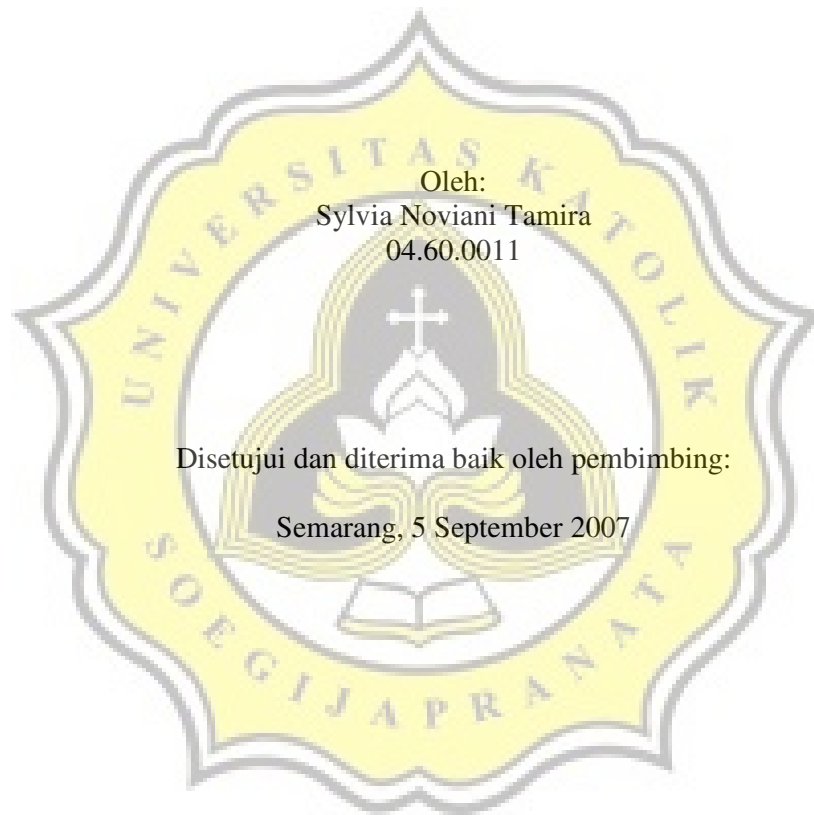 Oleh:
Sylvia Noviani Tamira
04.60.0011
Disetujui dan diterima baik oleh pembimbing:
Semarang, 5 September 2007
UNIVERSITAS KATOLIK
SOEGIJAPRANATA